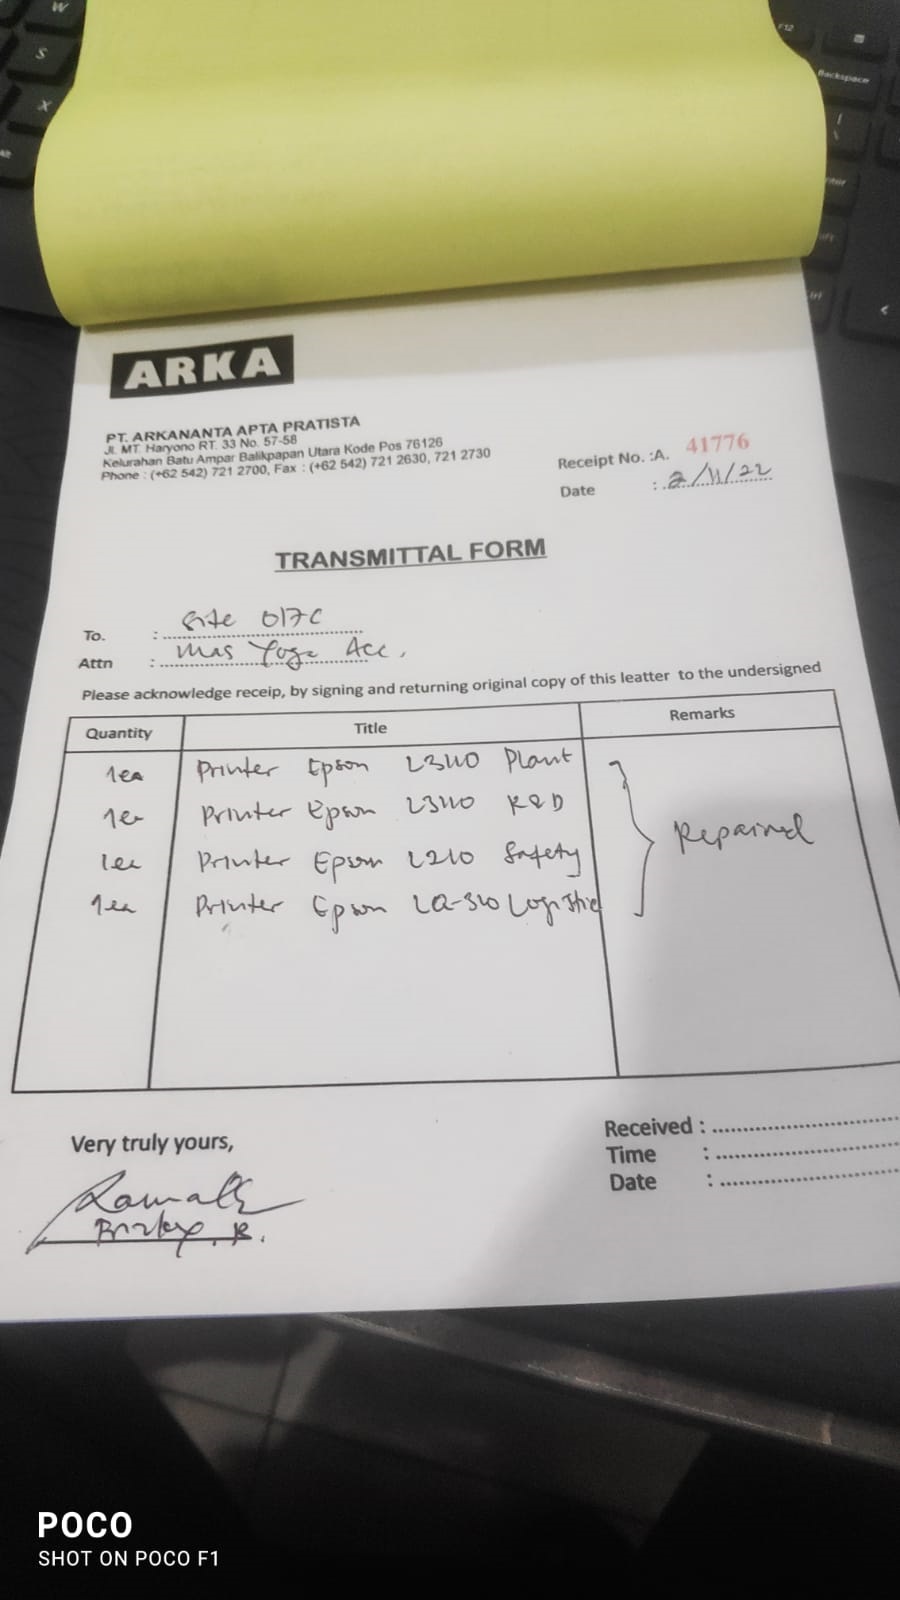 W
S
X
F12
Backspace
ARKA
PT. ARKANANTA APTA PRATISTA
Jl. MT. Haryono RT. 33 No. 57-58
Kelurahan Batu Ampar Balikpapan Utara Kode Pos 76126
Phone : (+62 542) 721 2700, Fax : (+62 542) 721 2630, 721 2730
Receipt No. :A. 41776
Date : 2/11/22
TRANSMITTAL FORM
To. : Site 017C
Attn : Mas Yoga Acc,
Please acknowledge receip, by signing and returning original copy of this leatter to the undersigned
Quantity Title Remarks
1ea Printer Epson L3110 Plant
1ea Printer Epson L3110 R&D
1ea Printer Epson L210 Safety
1ea Printer Epson LQ-310 Logistic
Repaired
Very truly yours,
Received :
Time :
Date :
POCO
SHOT ON POCO F1